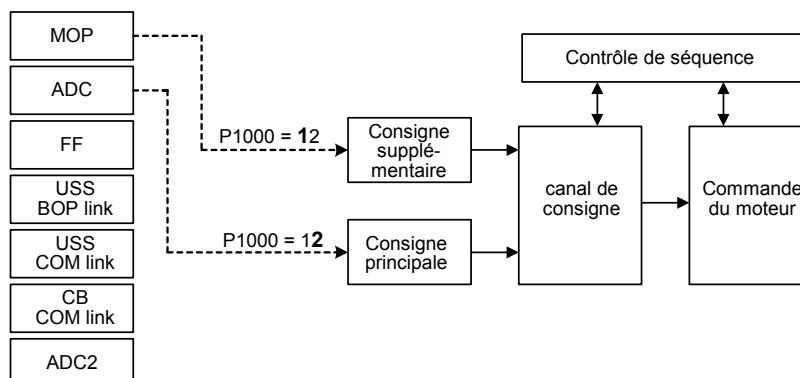 MOP
ADC
FF
USS
BOP link
USS
COM link
CB
COM link
ADC2
P1000 = 12
P1000 = 12
Consigne
supplé-
mentaire
Consigne
principale
Contrôle de séquence
canal de
consigne
Commande
du moteur